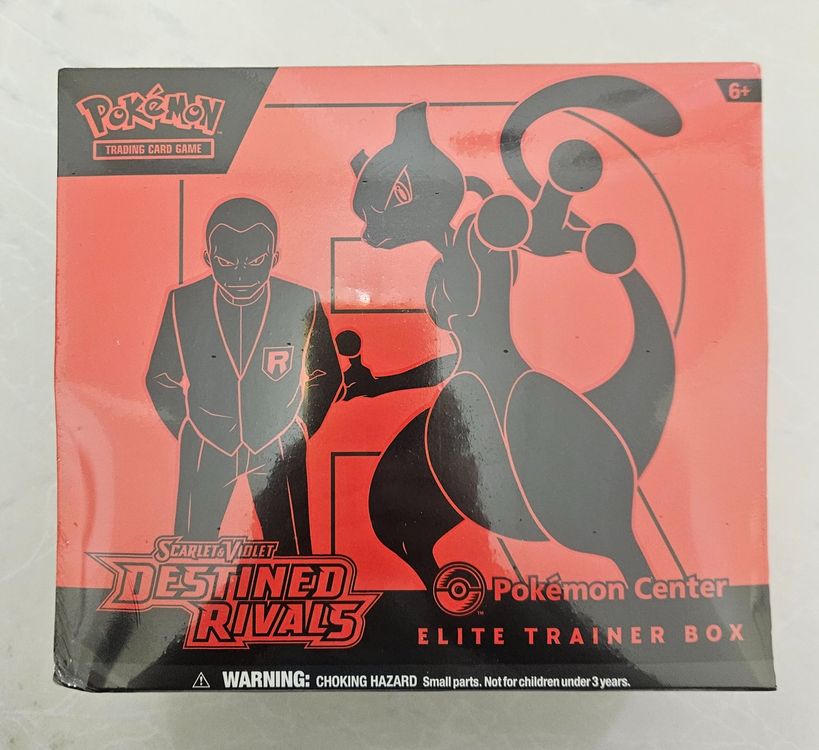 POKéMON
TRADING CARD GAME
6+
R
SCARLET & VIOLET
DESTINED
RIVALS
Pokémon Center
TM
ELITE TRAINER BOX
WARNING: CHOKING HAZARD Small parts. Not for children under 3 years.